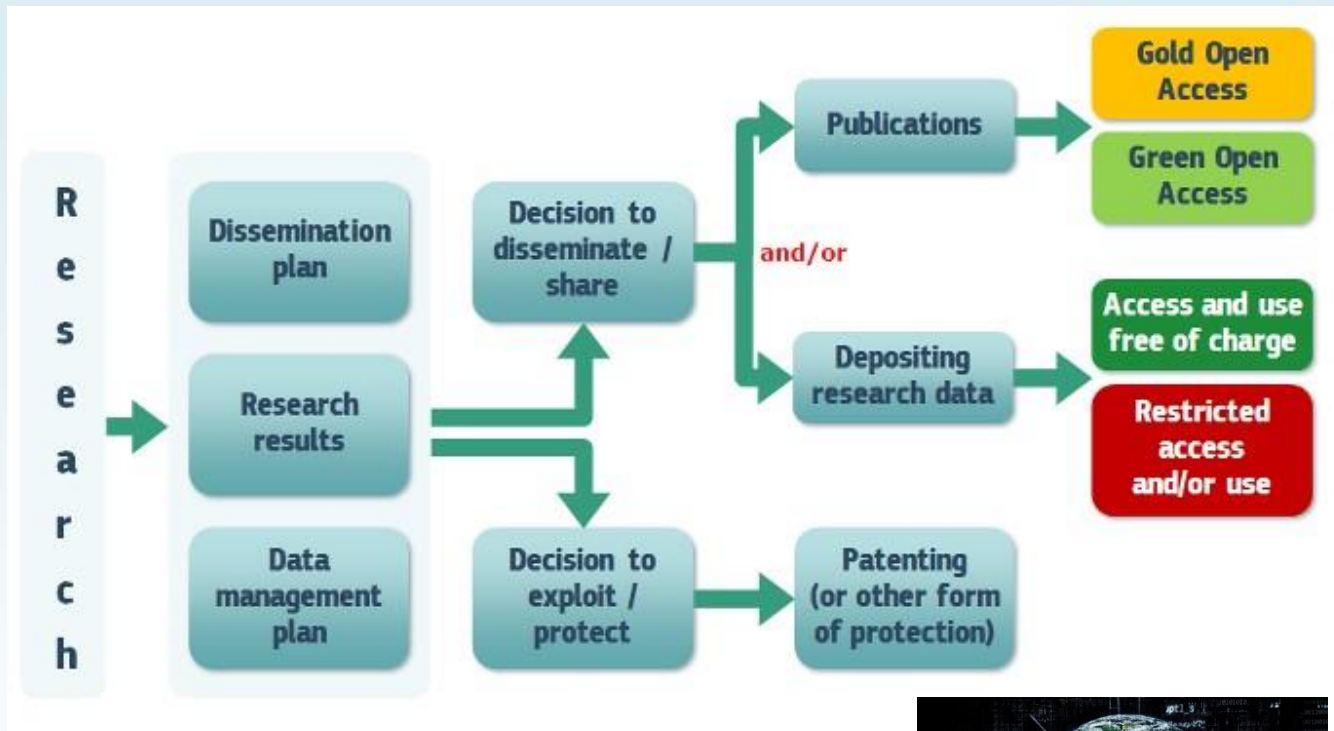 Research
Dissemination
plan
Research
results
Data
management
plan
Decision to
disseminate /
share
Decision to
exploit /
protect
and/or
Publications
Depositing
research data
Patenting
(or other form
of protection)
Gold Open
Access
Green Open
Access
Access and use
free of charge
Restricted
access
and/or use